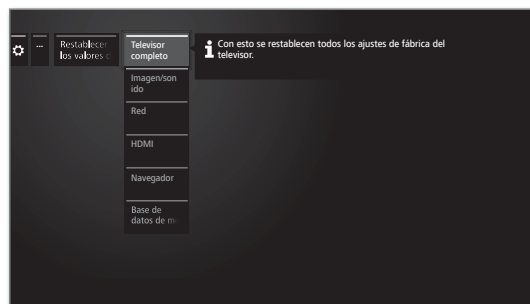 ...
Restablecer
los valores d
Televisor
completo
Con esto se restablecen todos los ajustes de fábrica del
televisor.
Imagen/son
ido
Red
HDMI
Navegador
Base de
datos de me